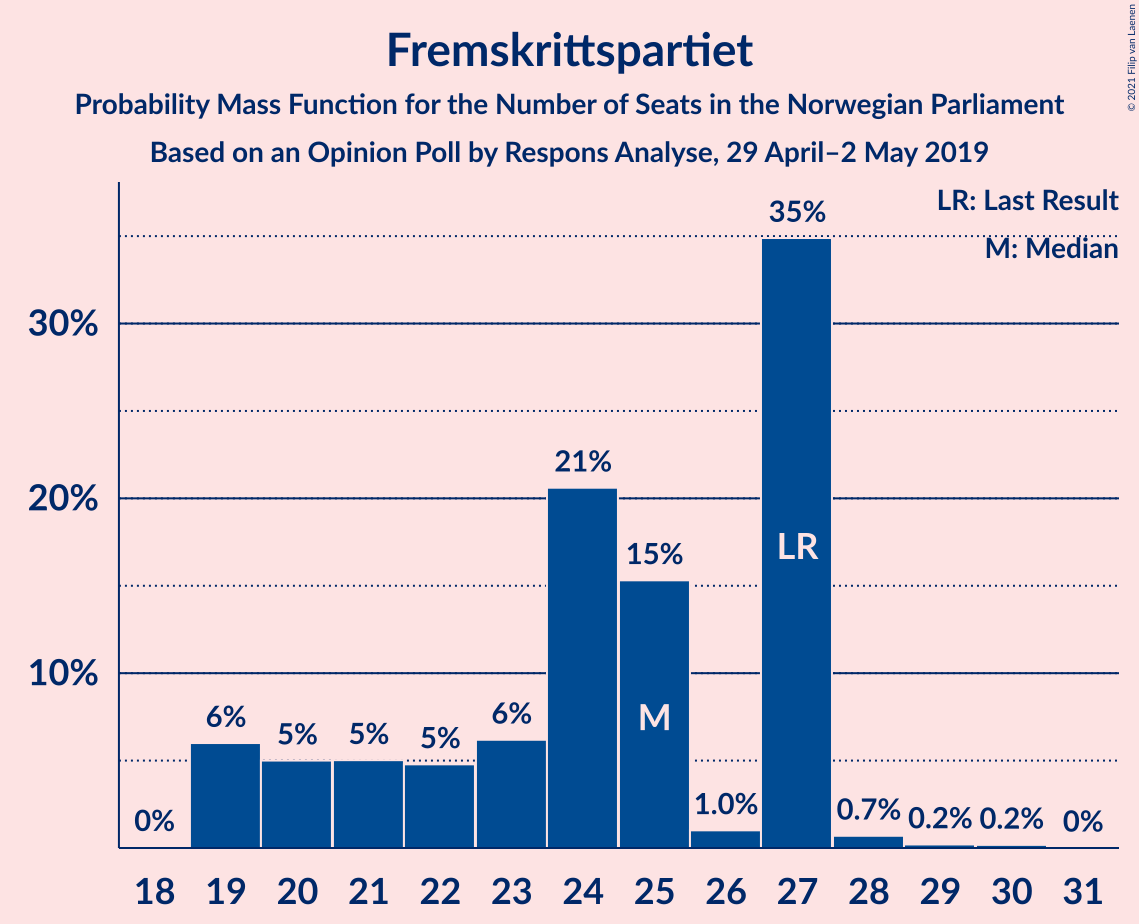 Fremskrittspartiet
Probability Mass Function for the Number of Seats in the Norwegian Parliament
Based on an Opinion Poll by Respons Analyse, 29 April–2 May 2019
© 2021 Filip van Laenen
LR: Last Result
M: Median
35%
30%
21%
20%
15%
LR
10%
6%
5%
5%
5%
6%
M
0%
1.0%
0.7%
0.2%
0.2%
0%
18 19 20 21 22 23 24 25 26 27 28 29 30 31